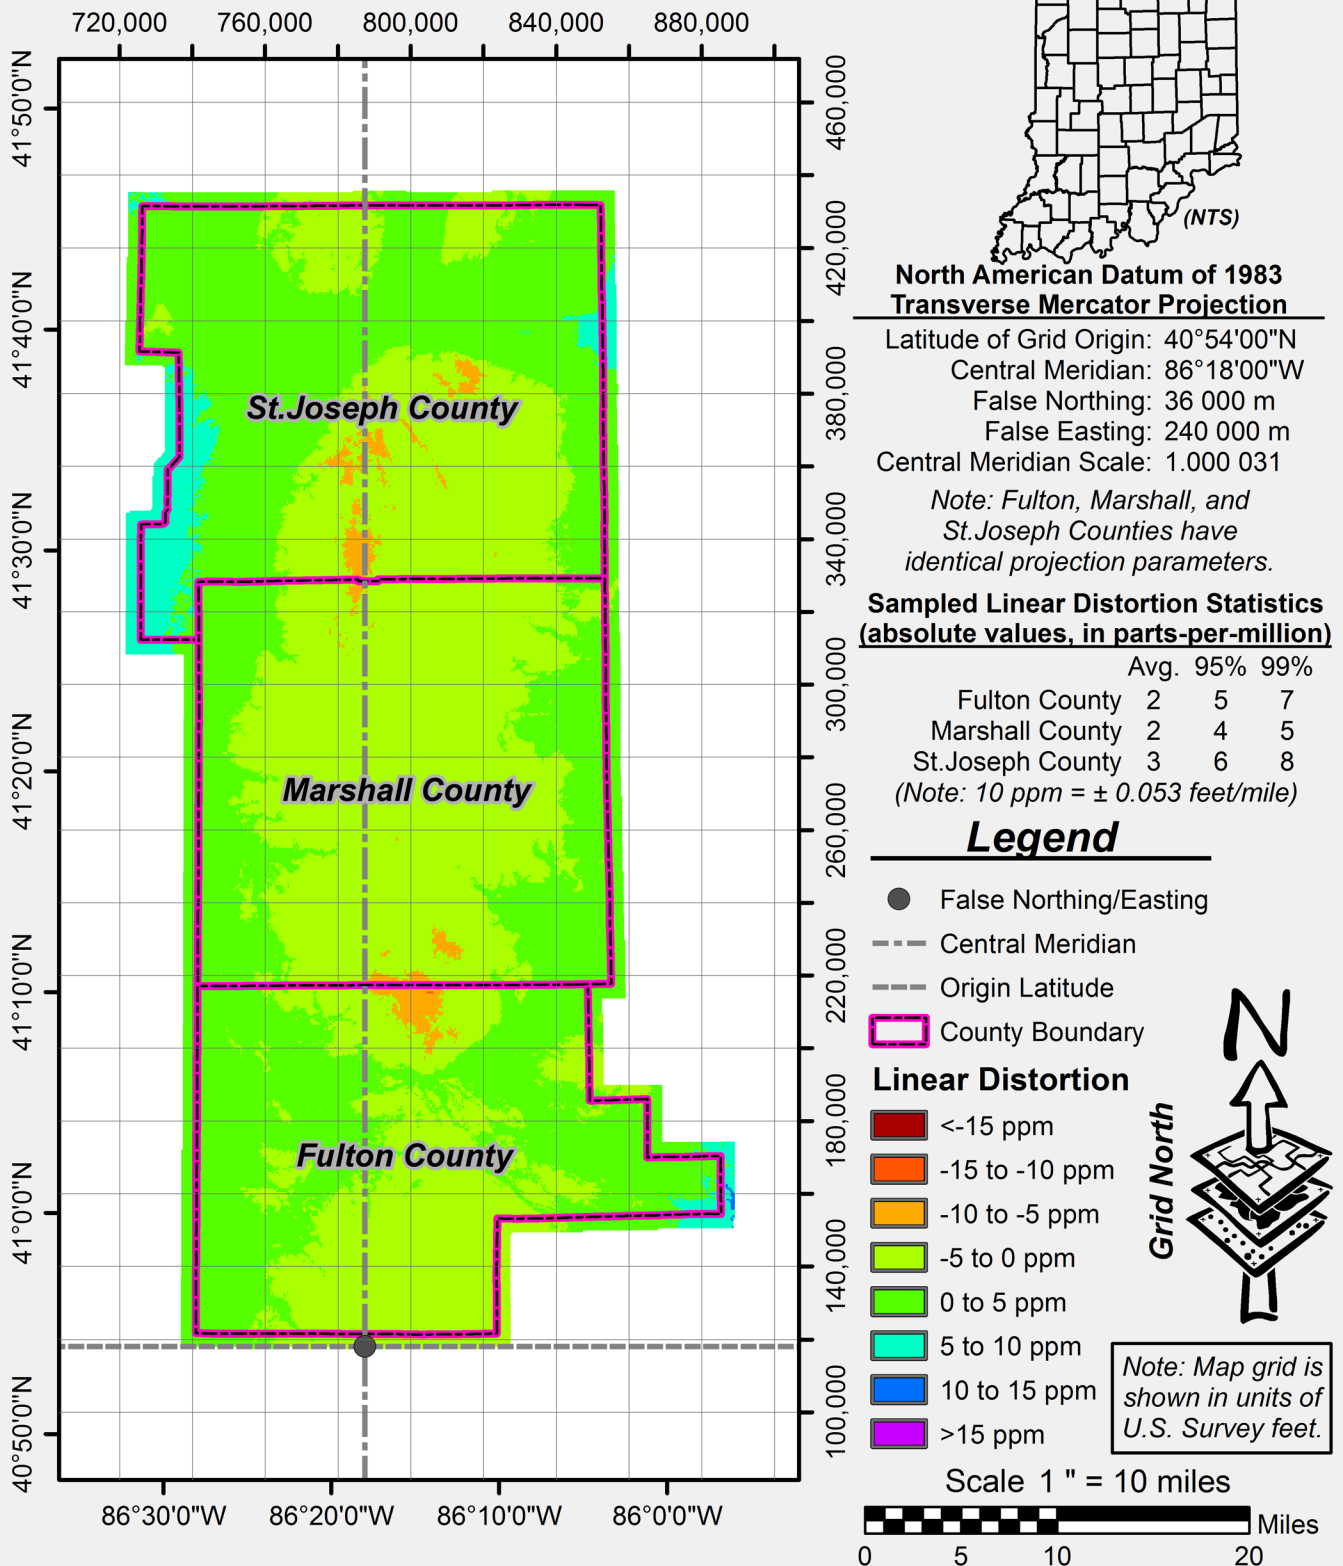 720,000 760,000 800,000 840,000 880,000
41°50'0"N
41°40'0"N
41°30'0"N
41°20'0"N
41°10'0"N
41°0'0"N
40°50'0"N
460,000
420,000
380,000
340,000
300,000
260,000
220,000
180,000
140,000
100,000
St.Joseph County
Marshall County
Fulton County
86°30'0"W 86°20'0"W 86°10'0"W 86°0'0"W
(NTS)
North American Datum of 1983
Transverse Mercator Projection
Latitude of Grid Origin: 40°54'00"N
Central Meridian: 86°18'00"W
False Northing: 36 000 m
False Easting: 240 000 m
Central Meridian Scale: 1.000 031
Note: Fulton, Marshall, and
St.Joseph Counties have
identical projection parameters.
Sampled Linear Distortion Statistics
(absolute values, in parts-per-million)
Avg. 95% 99%
Fulton County 2 5 7
Marshall County 2 4 5
St.Joseph County 3 6 8
(Note: 10 ppm = ± 0.053 feet/mile)
Legend
False Northing/Easting
Central Meridian
Origin Latitude
County Boundary
Linear Distortion
<-15 ppm
-15 to -10 ppm
-10 to -5 ppm
-5 to 0 ppm
0 to 5 ppm
5 to 10 ppm
10 to 15 ppm
>15 ppm
N
Grid North
Note: Map grid is
shown in units of
U.S. Survey feet.
Scale 1 " = 10 miles
Miles
0 5 10 20